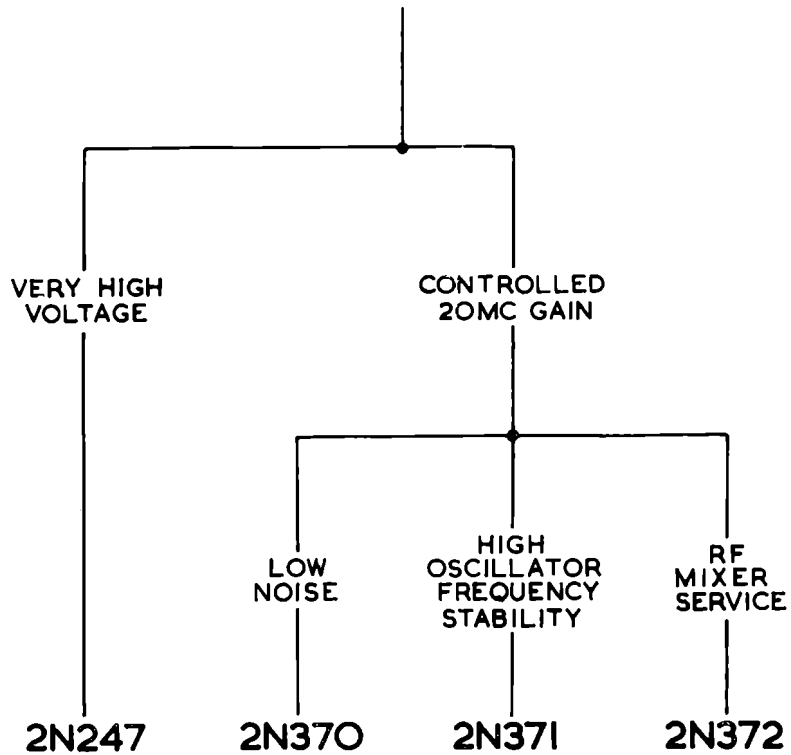 VERY HIGH
VOLTAGE
CONTROLLED
20MC GAIN
LOW
NOISE
HIGH
OSCILLATOR
FREQUENCY
STABILITY
RF
MIXER
SERVICE
2N247
2N370
2N371
2N372